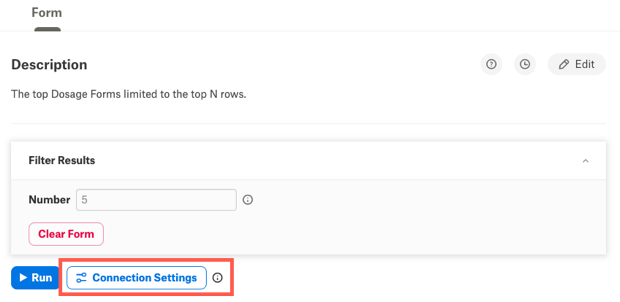 Form
Description
Edit
The top Dosage Forms limited to the top N rows.
Filter Results
Number 5
Clear Form
Run Connection Settings